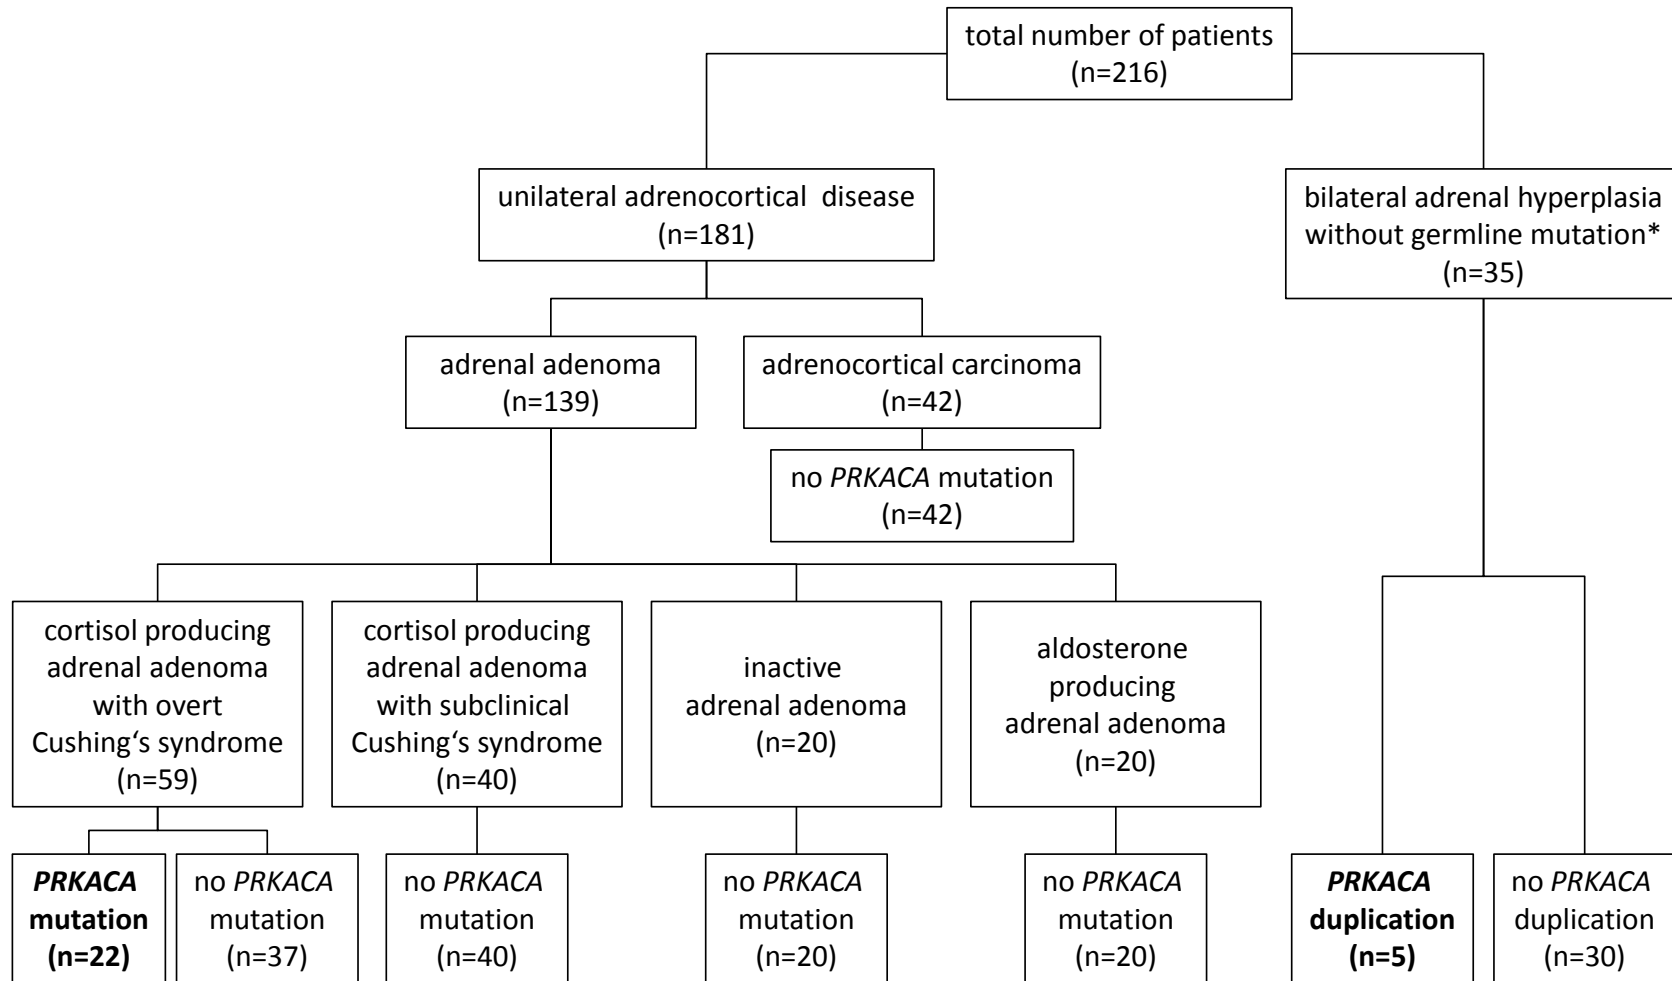 total number of patients
(n=216)
unilateral adrenocortical disease
(n=181)
bilateral adrenal hyperplasia
without germline mutation*
(n=35)
adrenal adenoma
(n=139)
adrenocortical carcinoma
(n=42)
no PRKACA mutation
(n=42)
cortisol producing
adrenal adenoma
with overt
Cushing‘s syndrome
(n=59)
cortisol producing
adrenal adenoma
with subclinical
Cushing‘s syndrome
(n=40)
inactive
adrenal adenoma
(n=20)
aldosterone
producing
adrenal adenoma
(n=20)
PRKACA
mutation
(n=22)
no PRKACA
mutation
(n=37)
no PRKACA
mutation
(n=40)
no PRKACA
mutation
(n=20)
no PRKACA
mutation
(n=20)
PRKACA
duplication
(n=5)
no PRKACA
duplication
(n=30)